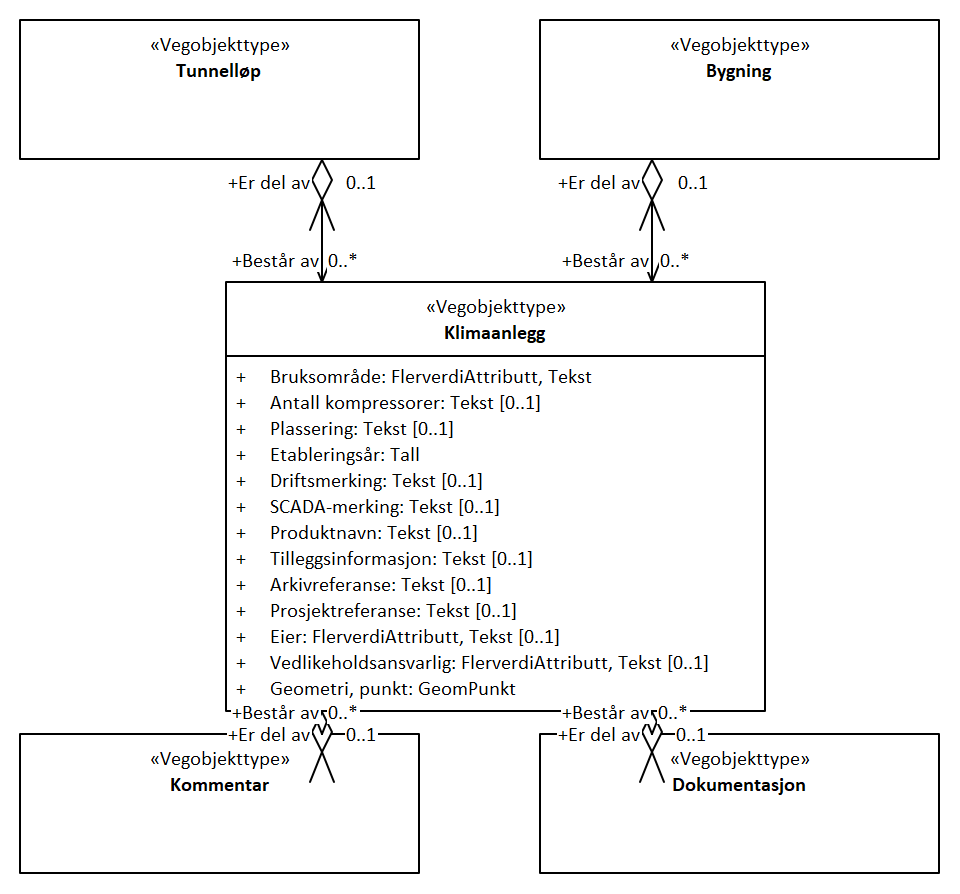 «Vegobjekttype»
Tunnelløp
«Vegobjekttype»
Bygning
+Er del av 0..1
+Er del av 0..1
+Består av 0..*
+Består av 0..*
«Vegobjekttype»
Klimaanlegg
+ Bruksområde: FlerverdiAttributt, Tekst
+ Antall kompressorer: Tekst [0..1]
+ Plassering: Tekst [0..1]
+ Etableringsår: Tall
+ Driftsmerking: Tekst [0..1]
+ SCADA-merking: Tekst [0..1]
+ Produktnavn: Tekst [0..1]
+ Tilleggsinformasjon: Tekst [0..1]
+ Arkivreferanse: Tekst [0..1]
+ Prosjektreferanse: Tekst [0..1]
+ Eier: FlerverdiAttributt, Tekst [0..1]
+ Vedlikeholdsansvarlig: FlerverdiAttributt, Tekst [0..1]
+ Geometri, punkt: GeomPunkt
+Består av 0..*
+Består av 0..*
+Er del av 0..1
+Er del av 0..1
«Vegobjekttype»
Kommentar
«Vegobjekttype»
Dokumentasjon